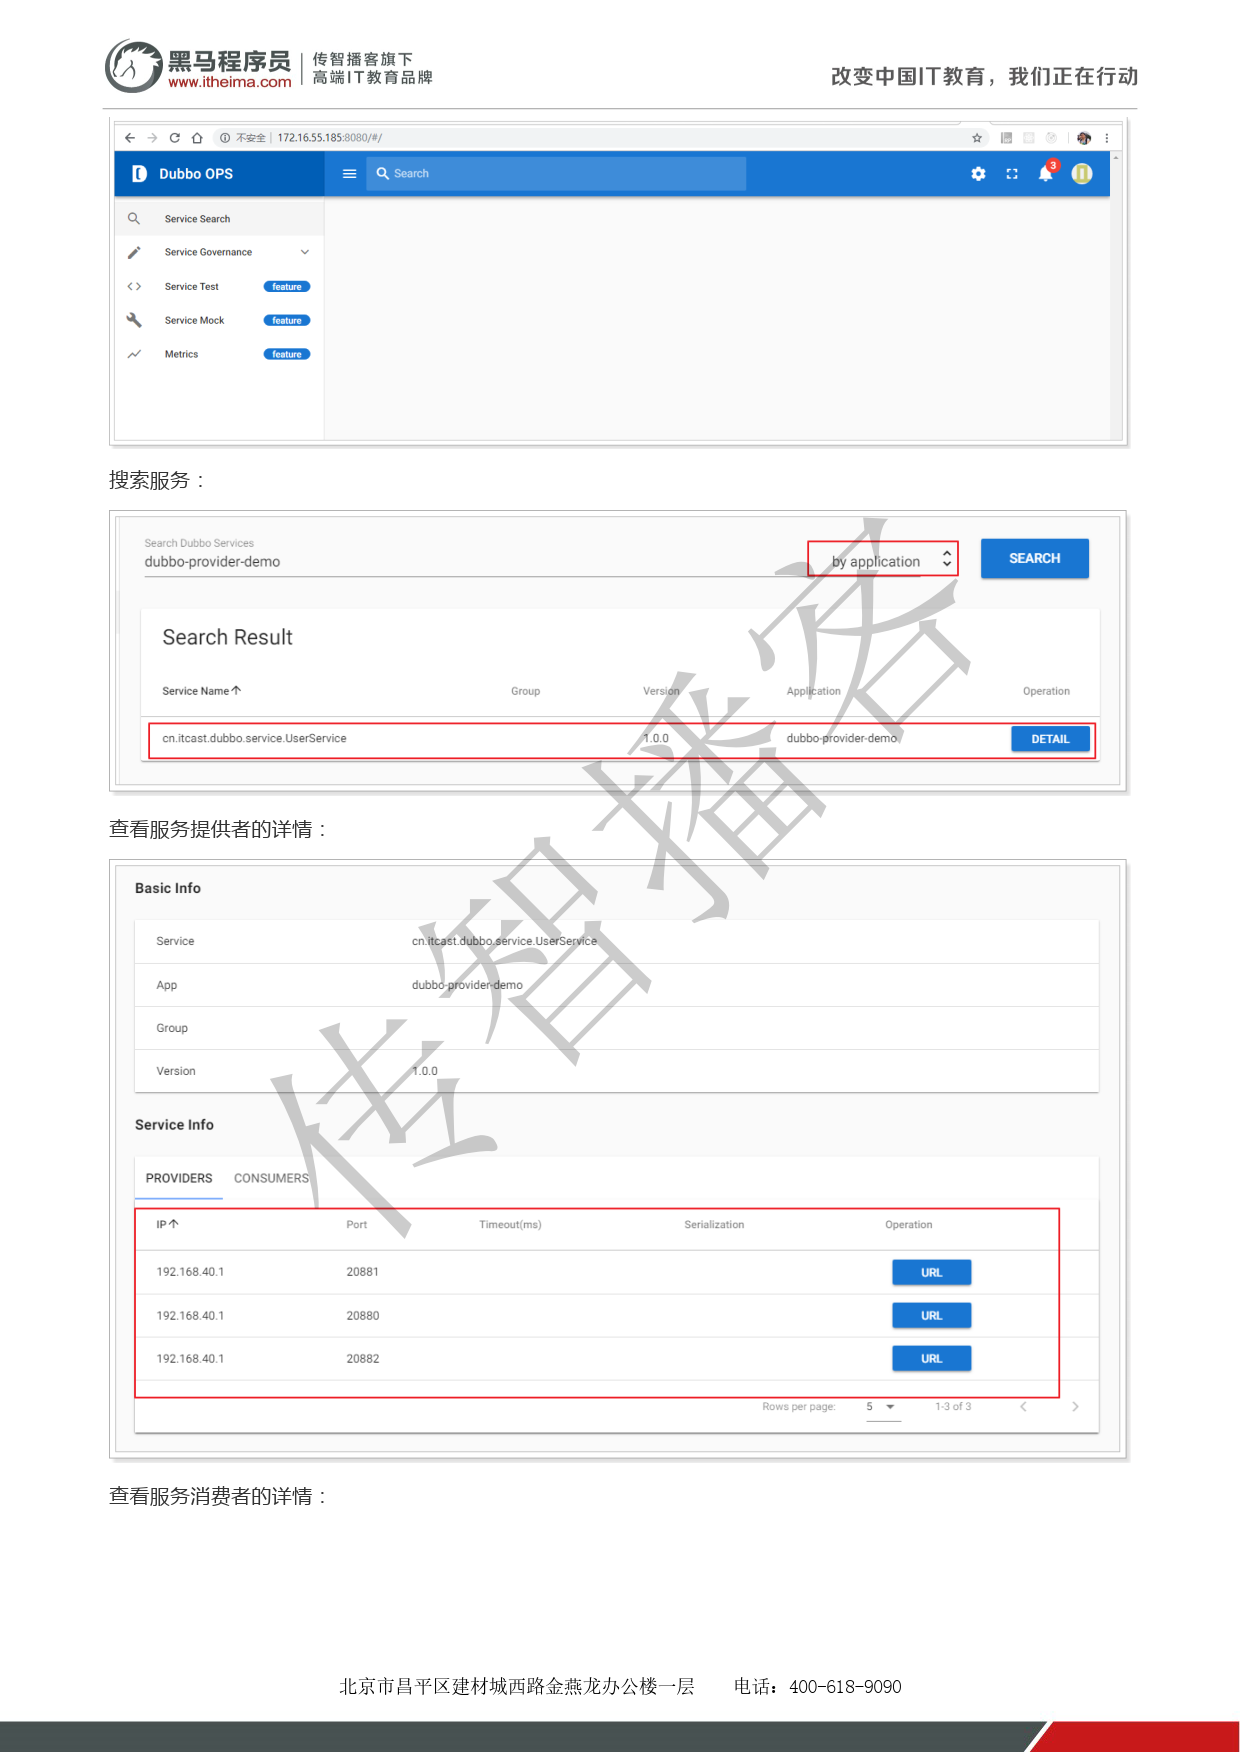 黑马程序员
www.itheima.com
传智播客旗下
高端IT教育品牌
改变中国IT教育，我们正在行动
不安全 | 172.16.55.185:8080/#/
Dubbo OPS
Search
3
Service Search
Service Governance
Service Test feature
Service Mock feature
Metrics feature
搜索服务：
Search Dubbo Services
dubbo-provider-demo
by application
SEARCH
Search Result
Service Name Group Version Application Operation
cn.itcast.dubbo.service.UserService 1.0.0 dubbo-provider-demo DETAIL
查看服务提供者的详情：
Basic Info
Service cn.itcast.dubbo.service.UserService
App dubbo-provider-demo
Group
Version 1.0.0
Service Info
PROVIDERS CONSUMERS
IP Port Timeout(ms) Serialization Operation
192.168.40.1 20881 URL
192.168.40.1 20880 URL
192.168.40.1 20882 URL
Rows per page: 5 1-3 of 3
查看服务消费者的详情：
传智播客
北京市昌平区建材城西路金燕龙办公楼一层 电话：400-618-9090